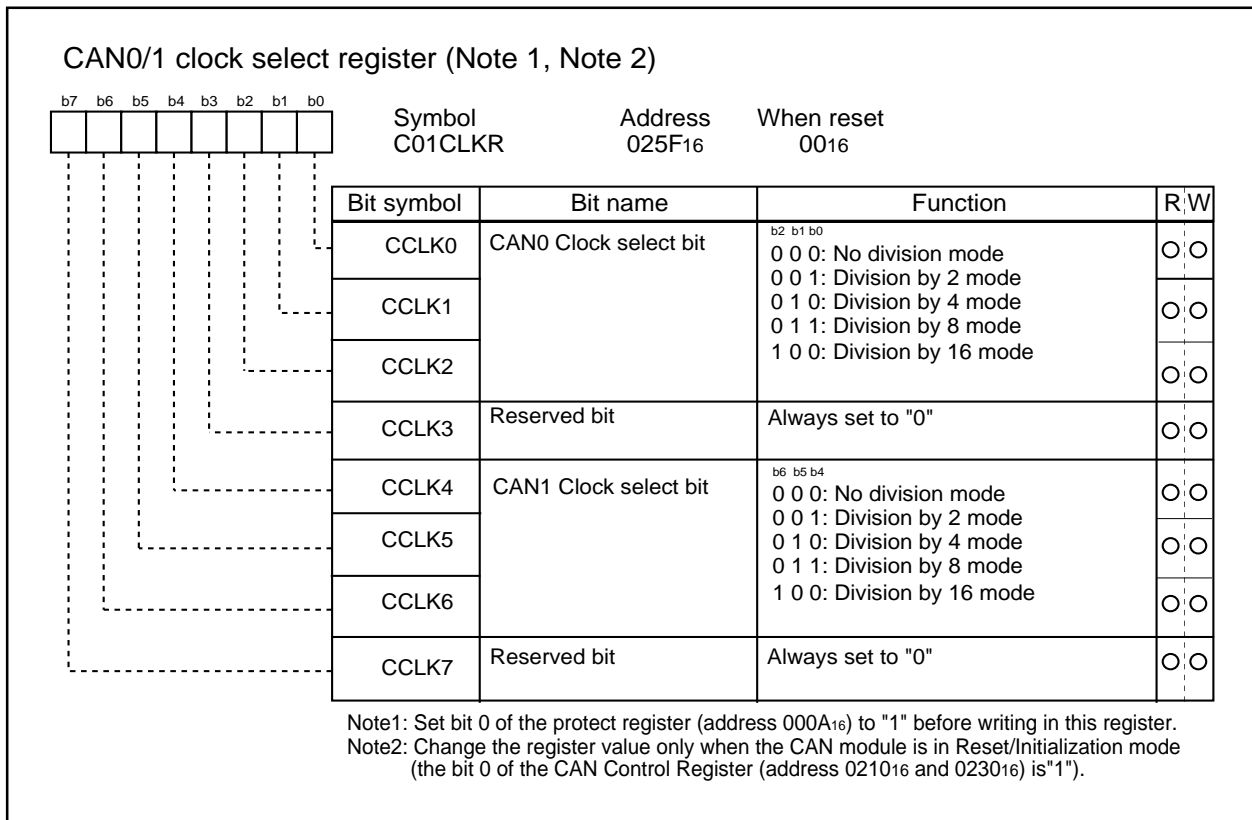 CAN0/1 clock select register (Note 1, Note 2)
b7 b6 b5 b4 b3 b2 b1 b0
Symbol Address When reset
C01CLKR 025F16 0016
Bit symbol Bit name Function R W
CCLK0 CAN0 Clock select bit b2 b1 b0
0 0 0: No division mode
0 0 1: Division by 2 mode
CCLK1 0 1 0: Division by 4 mode
0 1 1: Division by 8 mode
1 0 0: Division by 16 mode
CCLK2
CCLK3 Reserved bit Always set to "0"
CCLK4 CAN1 Clock select bit b6 b5 b4
0 0 0: No division mode
0 0 1: Division by 2 mode
CCLK5 0 1 0: Division by 4 mode
0 1 1: Division by 8 mode
CCLK6 1 0 0: Division by 16 mode
CCLK7 Reserved bit Always set to "0"
Note1: Set bit 0 of the protect register (address 000A16) to "1" before writing in this register.
Note2: Change the register value only when the CAN module is in Reset/Initialization mode
(the bit 0 of the CAN Control Register (address 021016 and 023016) is"1").